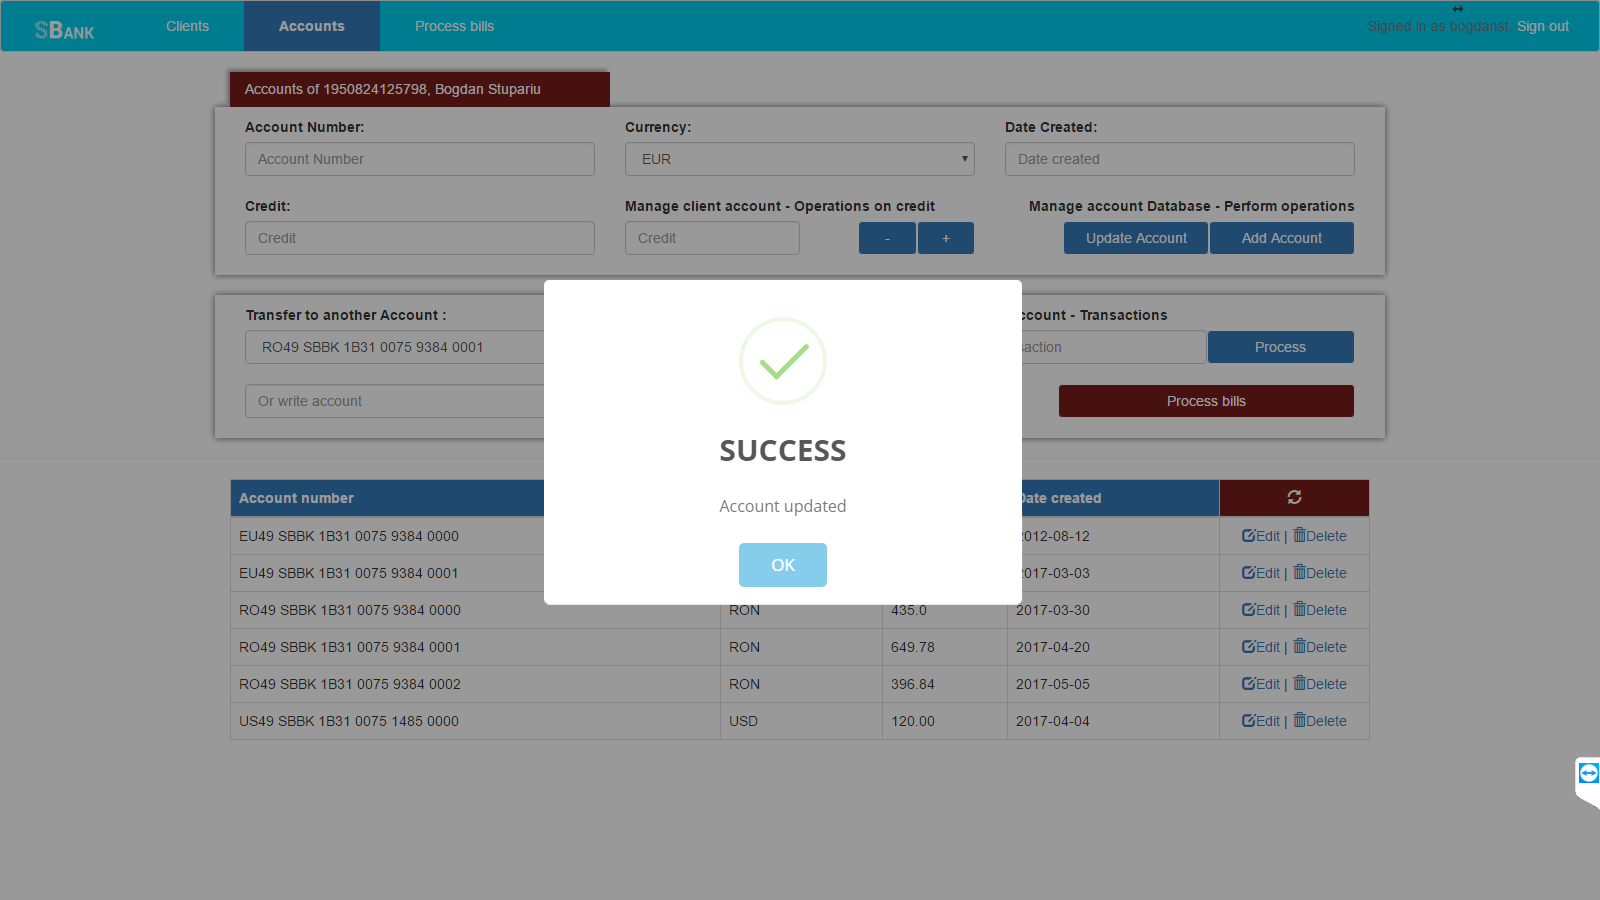 SBANK Clients Accounts Process bills Signed in as bogdanst. Sign out
Accounts of 1950824125798, Bogdan Stupariu
Account Number: Currency: Date Created:
Account Number EUR Date created
Credit: Manage client account - Operations on credit Manage account Database - Perform operations
Credit Credit - + Update Account Add Account
Transfer to another Account : ccount - Transactions
RO49 SBBK 1B31 0075 9384 0001 saction Process
Or write account Process bills
SUCCESS
Account updated
OK
Account number Date created
EU49 SBBK 1B31 0075 9384 0000 2012-08-12 Edit | Delete
EU49 SBBK 1B31 0075 9384 0001 2017-03-03 Edit | Delete
RO49 SBBK 1B31 0075 9384 0000 RON 435.0 2017-03-30 Edit | Delete
RO49 SBBK 1B31 0075 9384 0001 RON 649.78 2017-04-20 Edit | Delete
RO49 SBBK 1B31 0075 9384 0002 RON 396.84 2017-05-05 Edit | Delete
US49 SBBK 1B31 0075 1485 0000 USD 120.00 2017-04-04 Edit | Delete